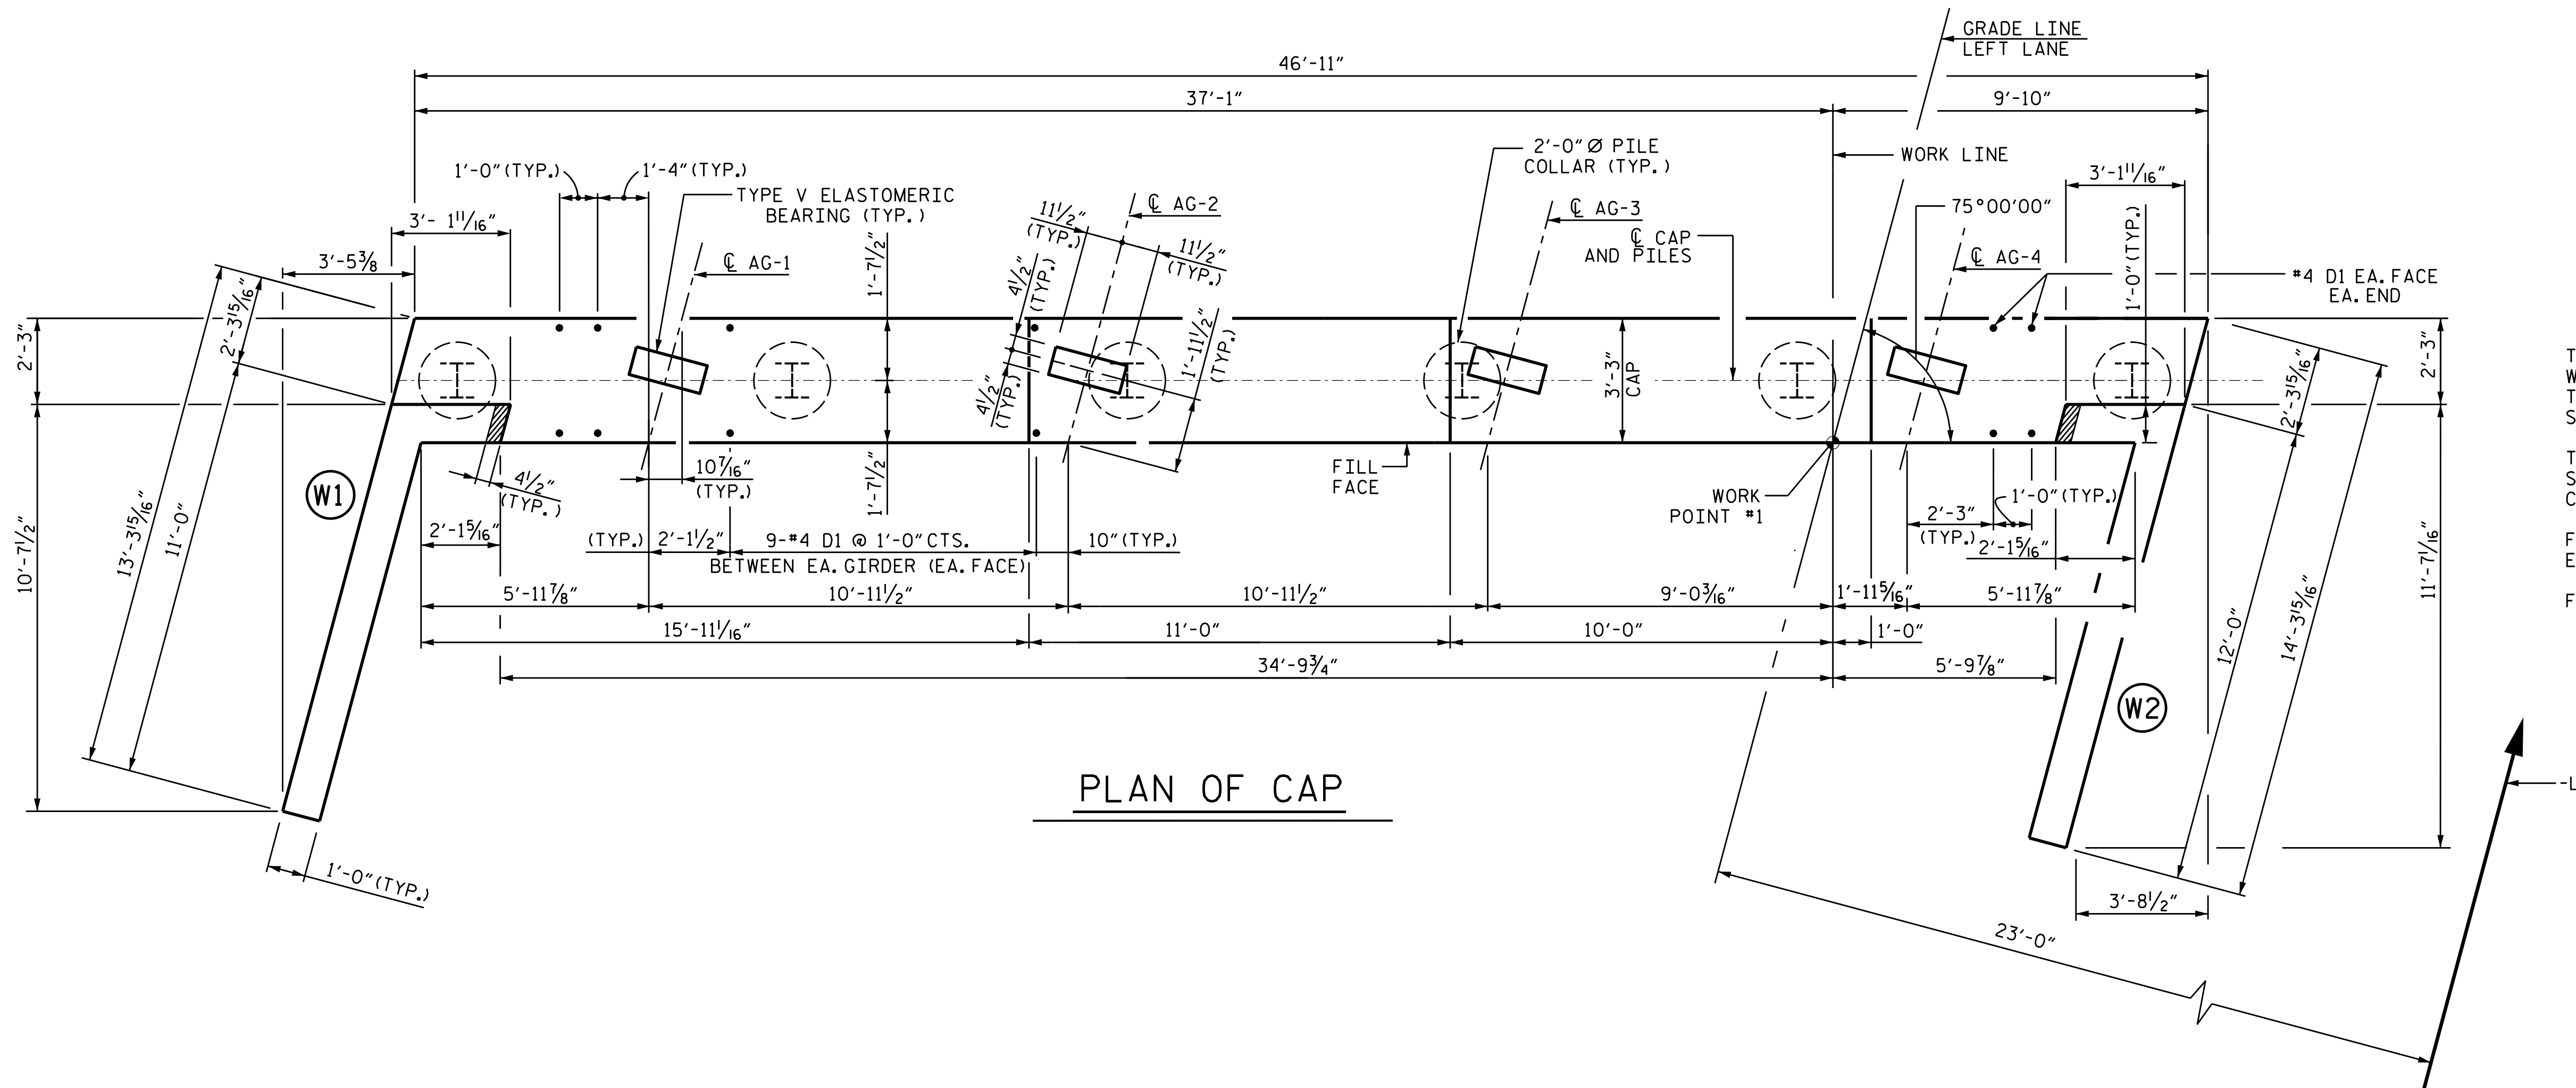 GRADE LINE
LEFT LANE
46'-11"
37'-1"
9'-10"
2'-0" Ø PILE
COLLAR (TYP.)
WORK LINE
3'-1 11/16"
1'-0" (TYP.)
1'-4" (TYP.)
TYPE V ELASTOMERIC
BEARING (TYP.)
11 1/2"
(TYP.)
℄ AG-2
11 1/2"
(TYP.)
℄ AG-3
℄ CAP
AND PILES
75°00'00"
1'-0" (TYP.)
3'- 1 11/16"
3'-5 3/8
℄ AG-1
1'-7 1/2"
4 1/2"
(TYP.)
℄ AG-4
#4 D1 EA. FACE
EA. END
2'-3"
2'-3 15/16"
4 1/2"
(TYP.)
1'-11 1/2"
(TYP.)
3'-3"
CAP
2'-3 15/16"
2'-3"
T
W
T
S
W1
13'-3 15/16"
11'-0"
10'-7 1/2"
4 1/2"
(TYP.)
10 7/16"
(TYP.)
1'-7 1/2"
FILL
FACE
WORK
POINT #1
2'-3"
(TYP.)
1'-0" (TYP.)
T
S
C
2'-1 5/16"
(TYP.)
2'-1 1/2"
9-#4 D1 @ 1'-0" CTS.
BETWEEN EA. GIRDER (EA. FACE)
10" (TYP.)
2'-1 5/16"
F
E
5'-11 7/8"
10'-11 1/2"
10'-11 1/2"
9'-0 3/16"
1'-11 5/16"
5'-11 7/8"
F
15'-11 1/16"
11'-0"
10'-0"
1'-0"
34'-9 3/4"
5'-9 7/8"
12'-0"
14'-3 15/16"
11'-7 1/16"
W2
PLAN OF CAP
-L
1'-0" (TYP.)
3'-8 1/2"
23'-0"